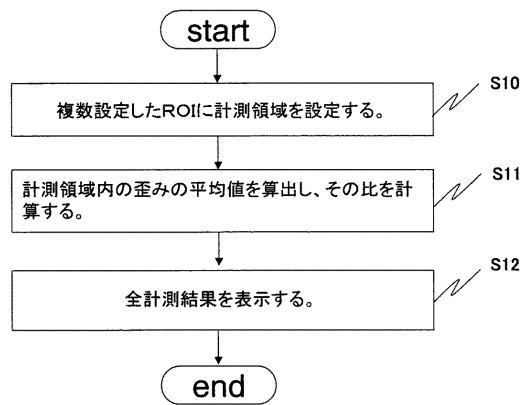 start
複数設定したROIに計測領域を設定する。
S10
計測領域内の歪みの平均値を算出し、その比を計
算する。
S11
全計測結果を表示する。
S12
end